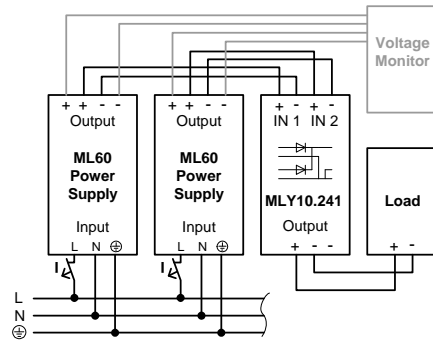 Voltage
Monitor
+ + - -
Output
ML60
Power
Supply
Input
L N
I
+ + - -
Output
ML60
Power
Supply
Input
L N
I
+ - + -
IN 1 IN 2
MLY10.241
Output
+ - -
Load
+ -
L
N